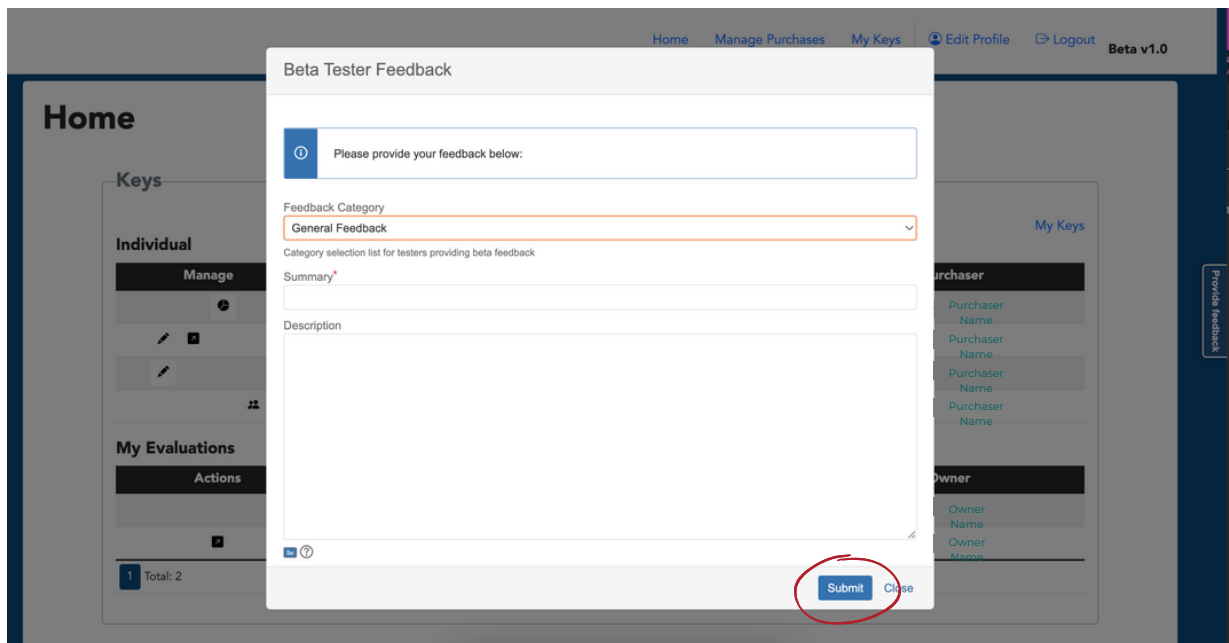 Home Manage Purchases My Keys Edit Profile Logout Beta v1.0
Beta Tester Feedback
Home
Please provide your feedback below:
Keys
Feedback Category
General Feedback
My Keys
Category selection list for testers providing beta feedback
Individual
Manage
urchaser
Summary*
Purchaser
Name
Description
Purchaser
Name
Purchaser
Name
Purchaser
Name
My Evaluations
Actions
Owner
Owner
Name
Owner
Name
1 Total: 2
Submit Close
Provide feedback